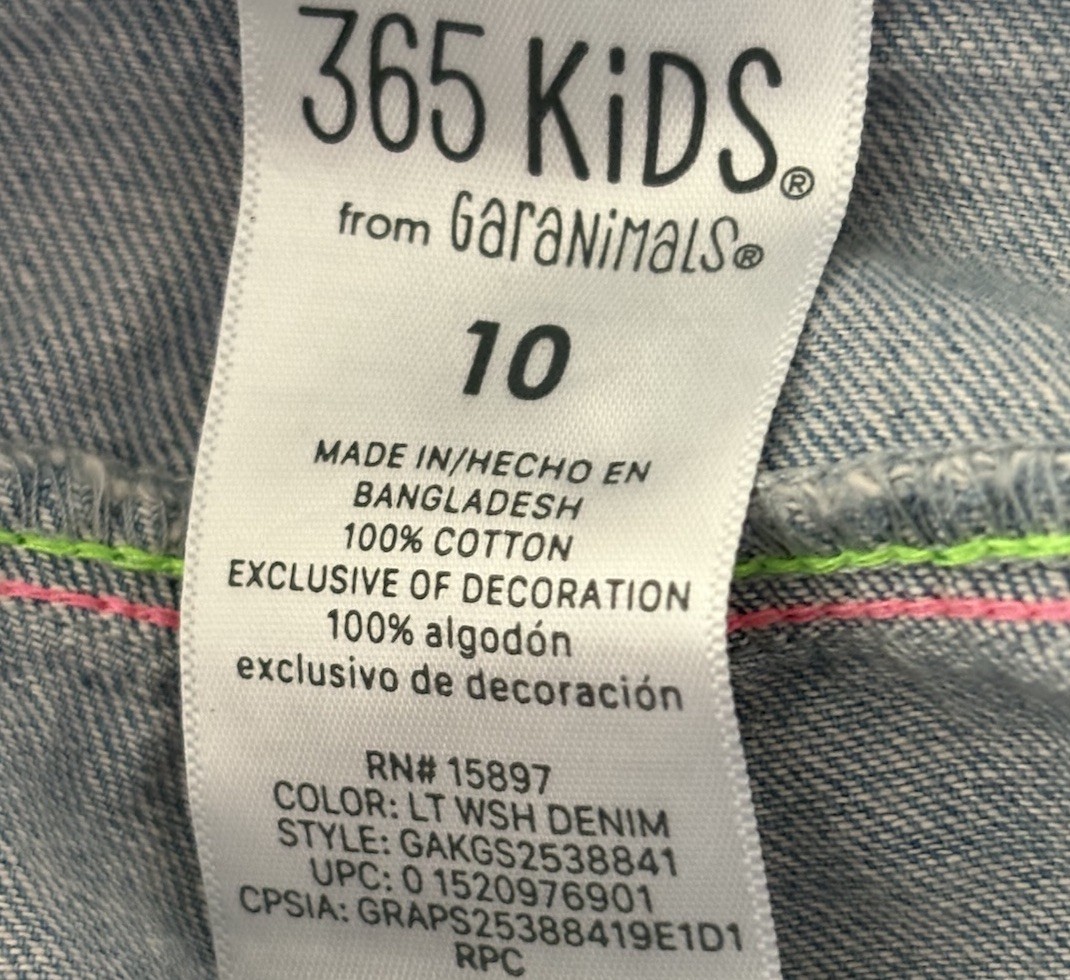 365 KiDS®
from GaraNiMaLS®
10
MADE IN/HECHO EN
BANGLADESH
100% COTTON
EXCLUSIVE OF DECORATION
100% algodón
exclusivo de decoración
RN# 15897
COLOR: LT WSH DENIM
STYLE: GAKGS2538841
UPC: 0 1520976901
CPSIA: GRAPS25388419E1D1
RPC